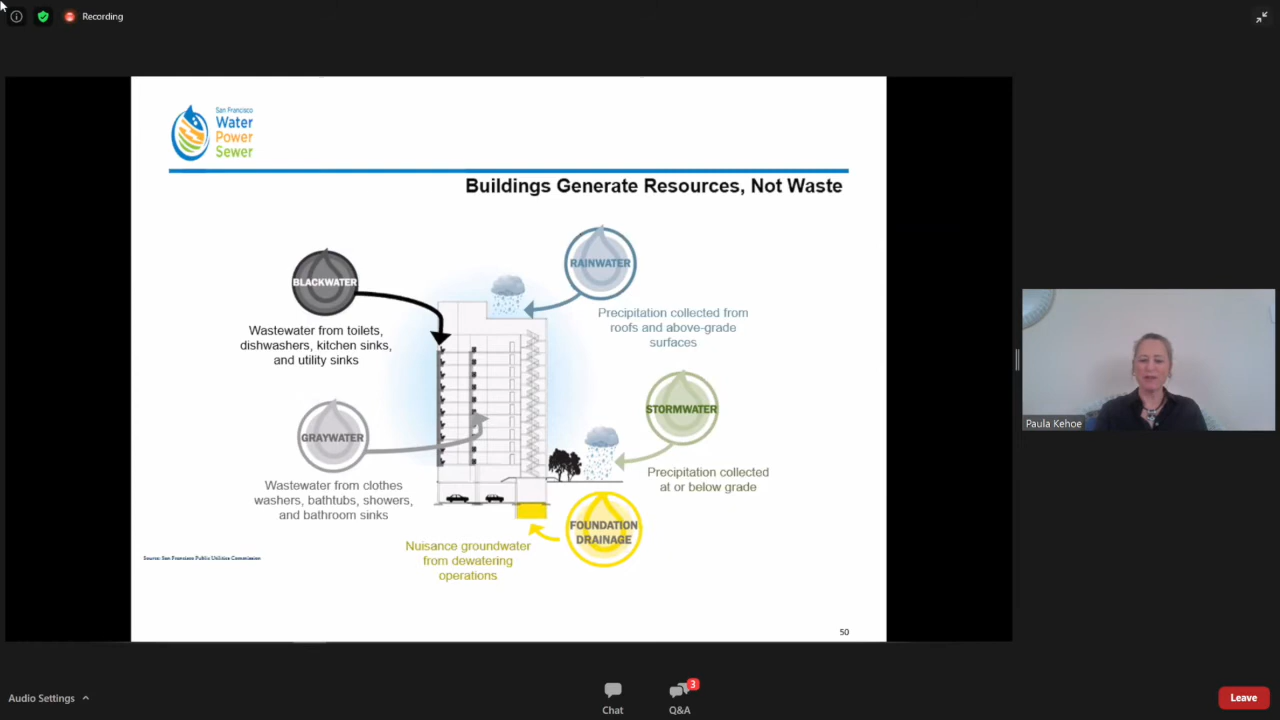 Recording
San Francisco
Water
Power
Sewer
Buildings Generate Resources, Not Waste
BLACKWATER
Wastewater from toilets,
dishwashers, kitchen sinks,
and utility sinks
RAINWATER
Precipitation collected from
roofs and above-grade
surfaces
GRAYWATER
Wastewater from clothes
washers, bathtubs, showers,
and bathroom sinks
STORMWATER
Precipitation collected
at or below grade
FOUNDATION
DRAINAGE
Nuisance groundwater
from dewatering
operations
Source: San Francisco Public Utilities Commission
50
Paula Kehoe
Audio Settings
Chat
3
Q&A
Leave